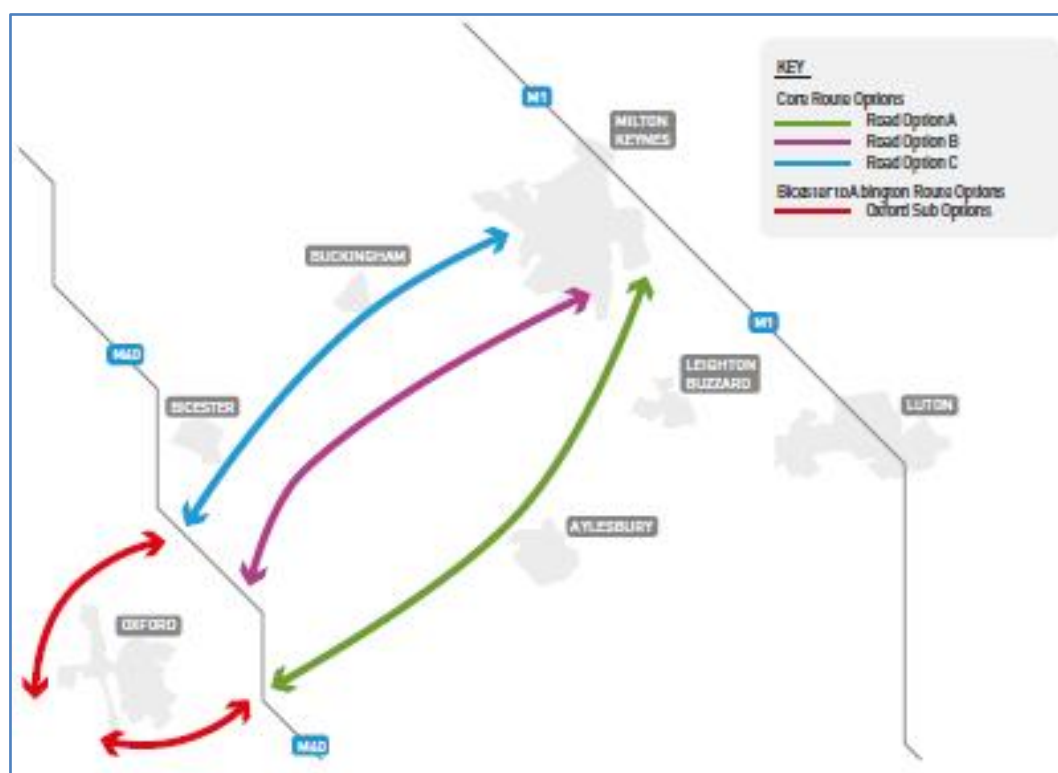 M1
MILTON
KEYNES
KEY
Core Route Options
Road Option A
Road Option B
Road Option C
Bicester to Abington Route Options
Oxford Sub Options
BUCKINGHAM
M40
M1
LEIGHTON
BUZZARD
BICESTER
LUTON
AYLESBURY
OXFORD
M40